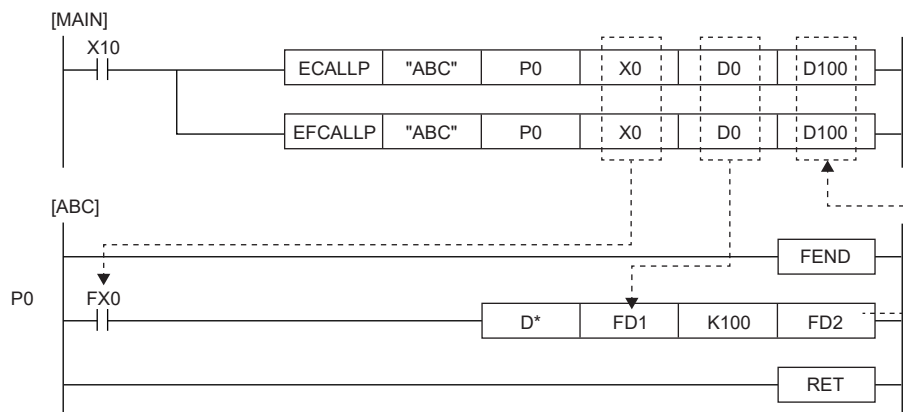 [MAIN]
X10
ECALLP "ABC" P0 X0 D0 D100
EFCALLP "ABC" P0 X0 D0 D100
[ABC]
FEND
P0 FX0
D* FD1 K100 FD2
RET